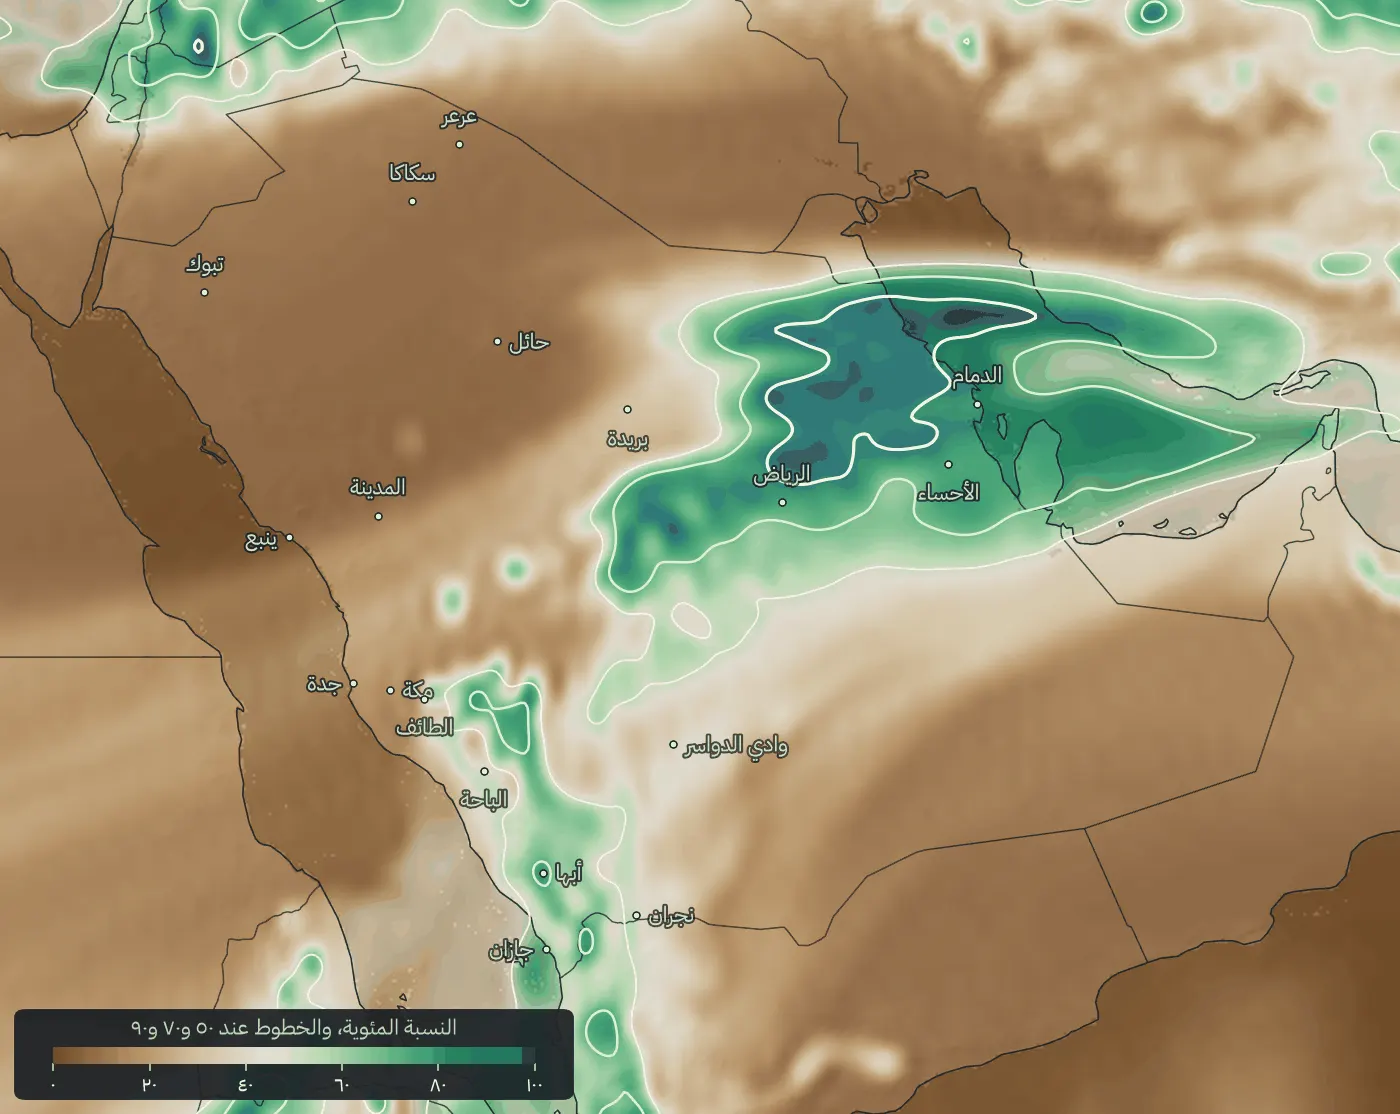 عرعر
سكاكا
تبوك
حائل
الدمام
بريدة
الرياض
الأحساء
المدينة
ينبع
جدة
مكة
الطائف
وادي الدواسر
الباحة
أبها
نجران
جازان
النسبة المئوية، والخطوط عند ٥٠ و٧٠ و٩٠
٠ ٢٠ ٤٠ ٦٠ ٨٠ ١٠٠